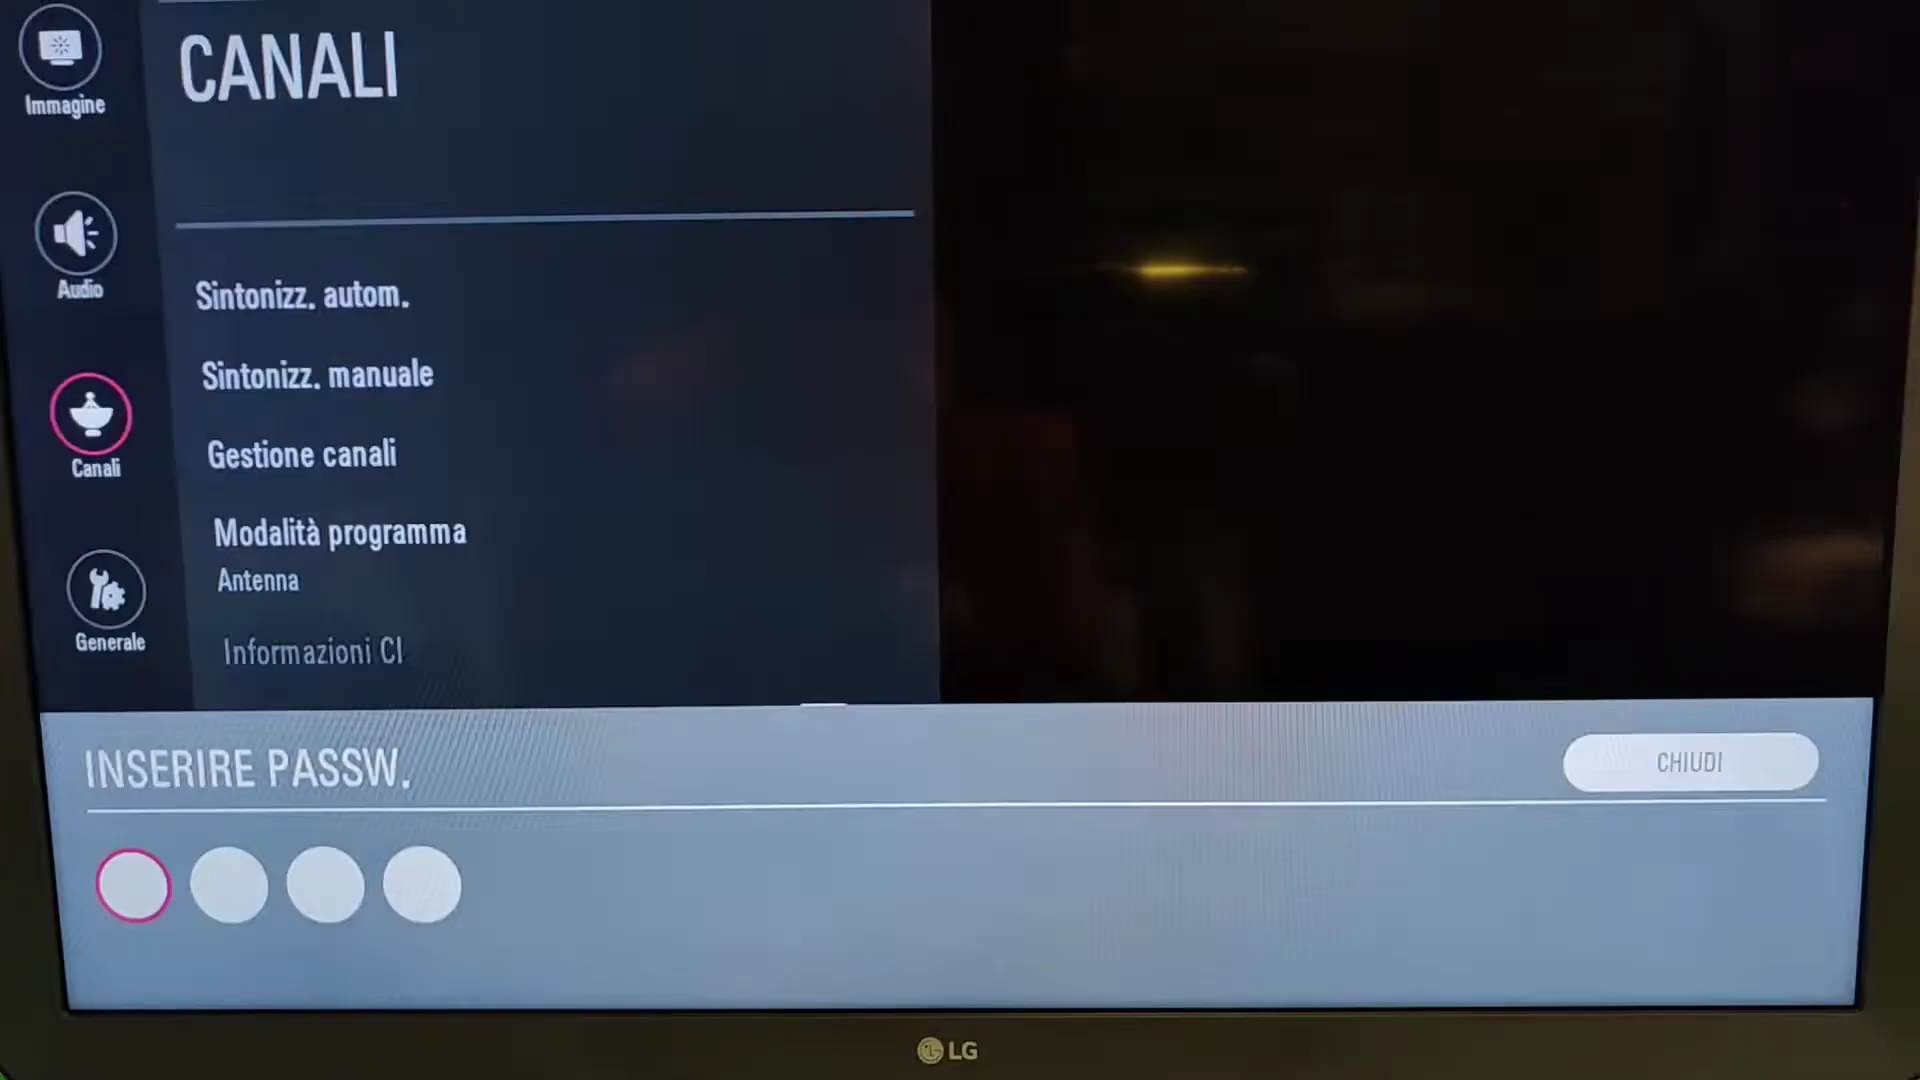 Immagine
CANALI
Audio
Sintonizz. autom.
Sintonizz. manuale
Canali
Gestione canali
Modalità programma
Antenna
Generale
Informazioni CI
INSERIRE PASSW.
CHIUDI
LG